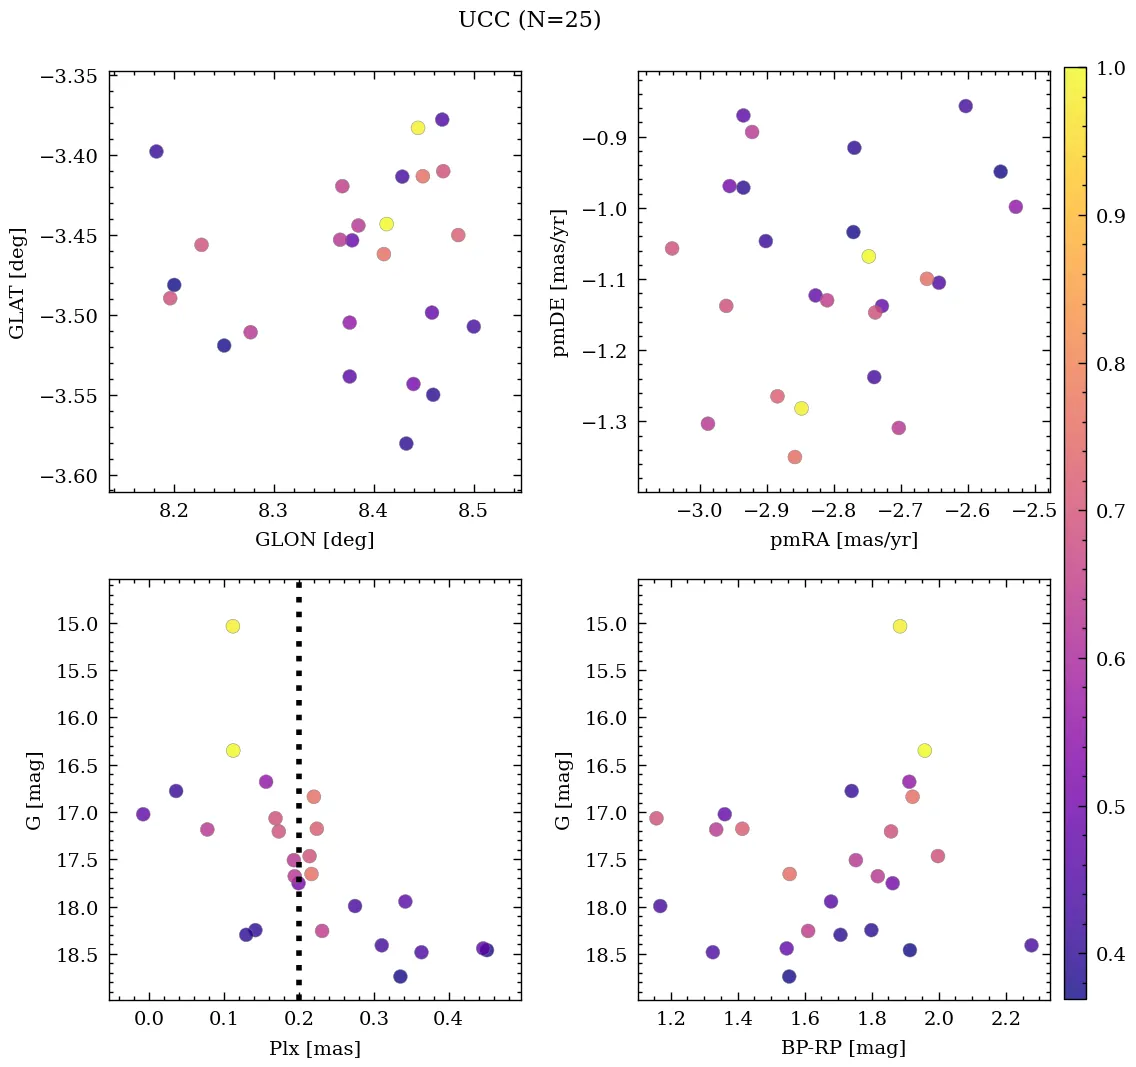 UCC (N=25)
−3.35
−3.40
−3.45
−3.50
−3.55
−3.60
GLAT [deg]
8.2 8.3 8.4 8.5
GLON [deg]
−0.9
−1.0
−1.1
−1.2
−1.3
pmDE [mas/yr]
−3.0 −2.9 −2.8 −2.7 −2.6 −2.5
pmRA [mas/yr]
1.0
0.9
0.8
0.7
0.6
0.5
0.4
15.0
15.5
16.0
16.5
17.0
17.5
18.0
18.5
G [mag]
0.0 0.1 0.2 0.3 0.4
Plx [mas]
15.0
15.5
16.0
16.5
17.0
17.5
18.0
18.5
G [mag]
1.2 1.4 1.6 1.8 2.0 2.2
BP-RP [mag]